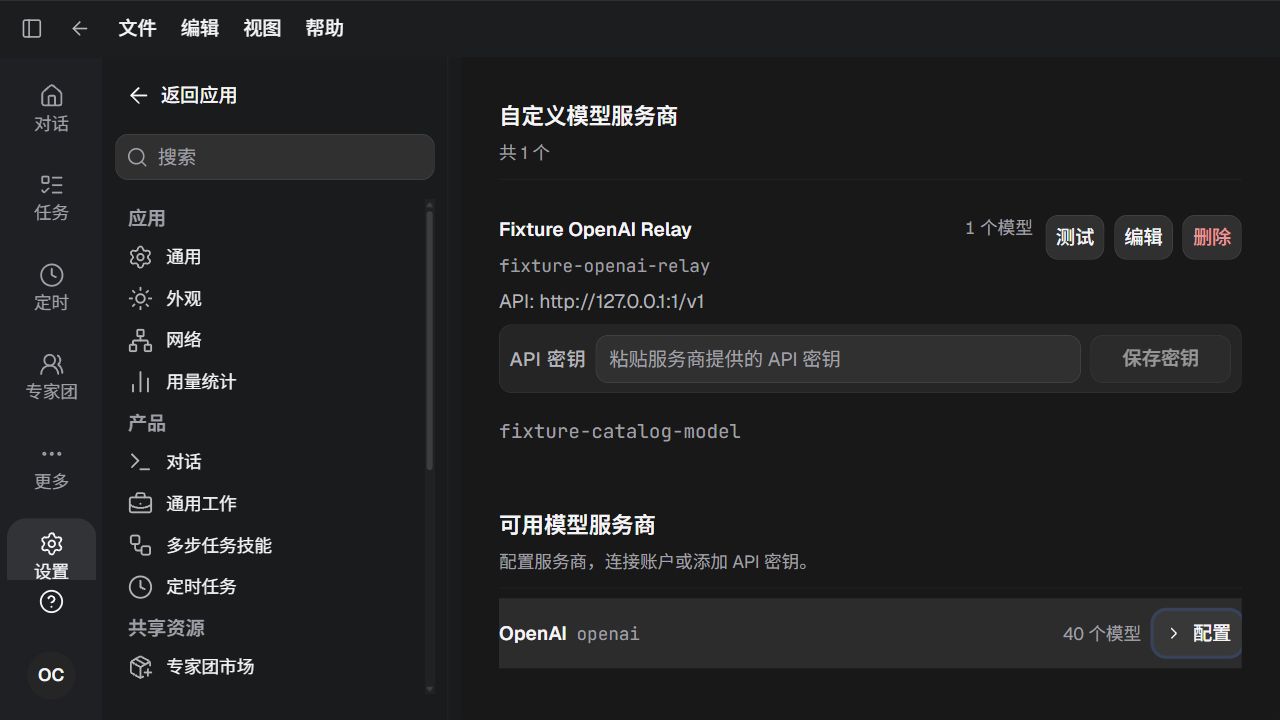 文件 编辑 视图 帮助
对话
任务
定时
专家团
更多
设置
OC
返回应用
搜索
应用
通用
外观
网络
用量统计
产品
对话
通用工作
多步任务技能
定时任务
共享资源
专家团市场
自定义模型服务商
共 1 个
Fixture OpenAI Relay 1 个模型 测试 编辑 删除
fixture-openai-relay
API: http://127.0.0.1:1/v1
API 密钥 粘贴服务商提供的 API 密钥 保存密钥
fixture-catalog-model
可用模型服务商
配置服务商，连接账户或添加 API 密钥。
OpenAI openai 40 个模型 配置